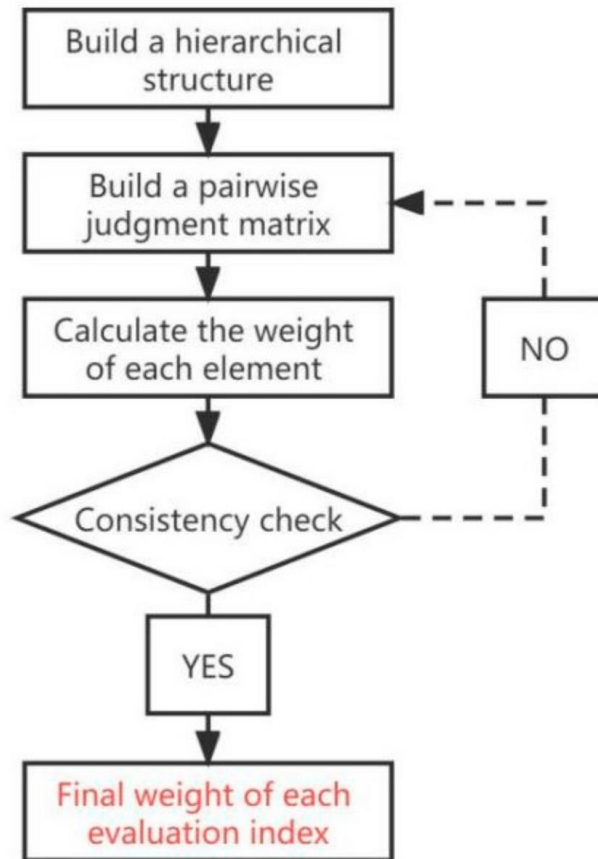 Build a hierarchical
structure
Build a pairwise
judgment matrix
Calculate the weight
of each element
NO
Consistency check
YES
Final weight of each
evaluation index